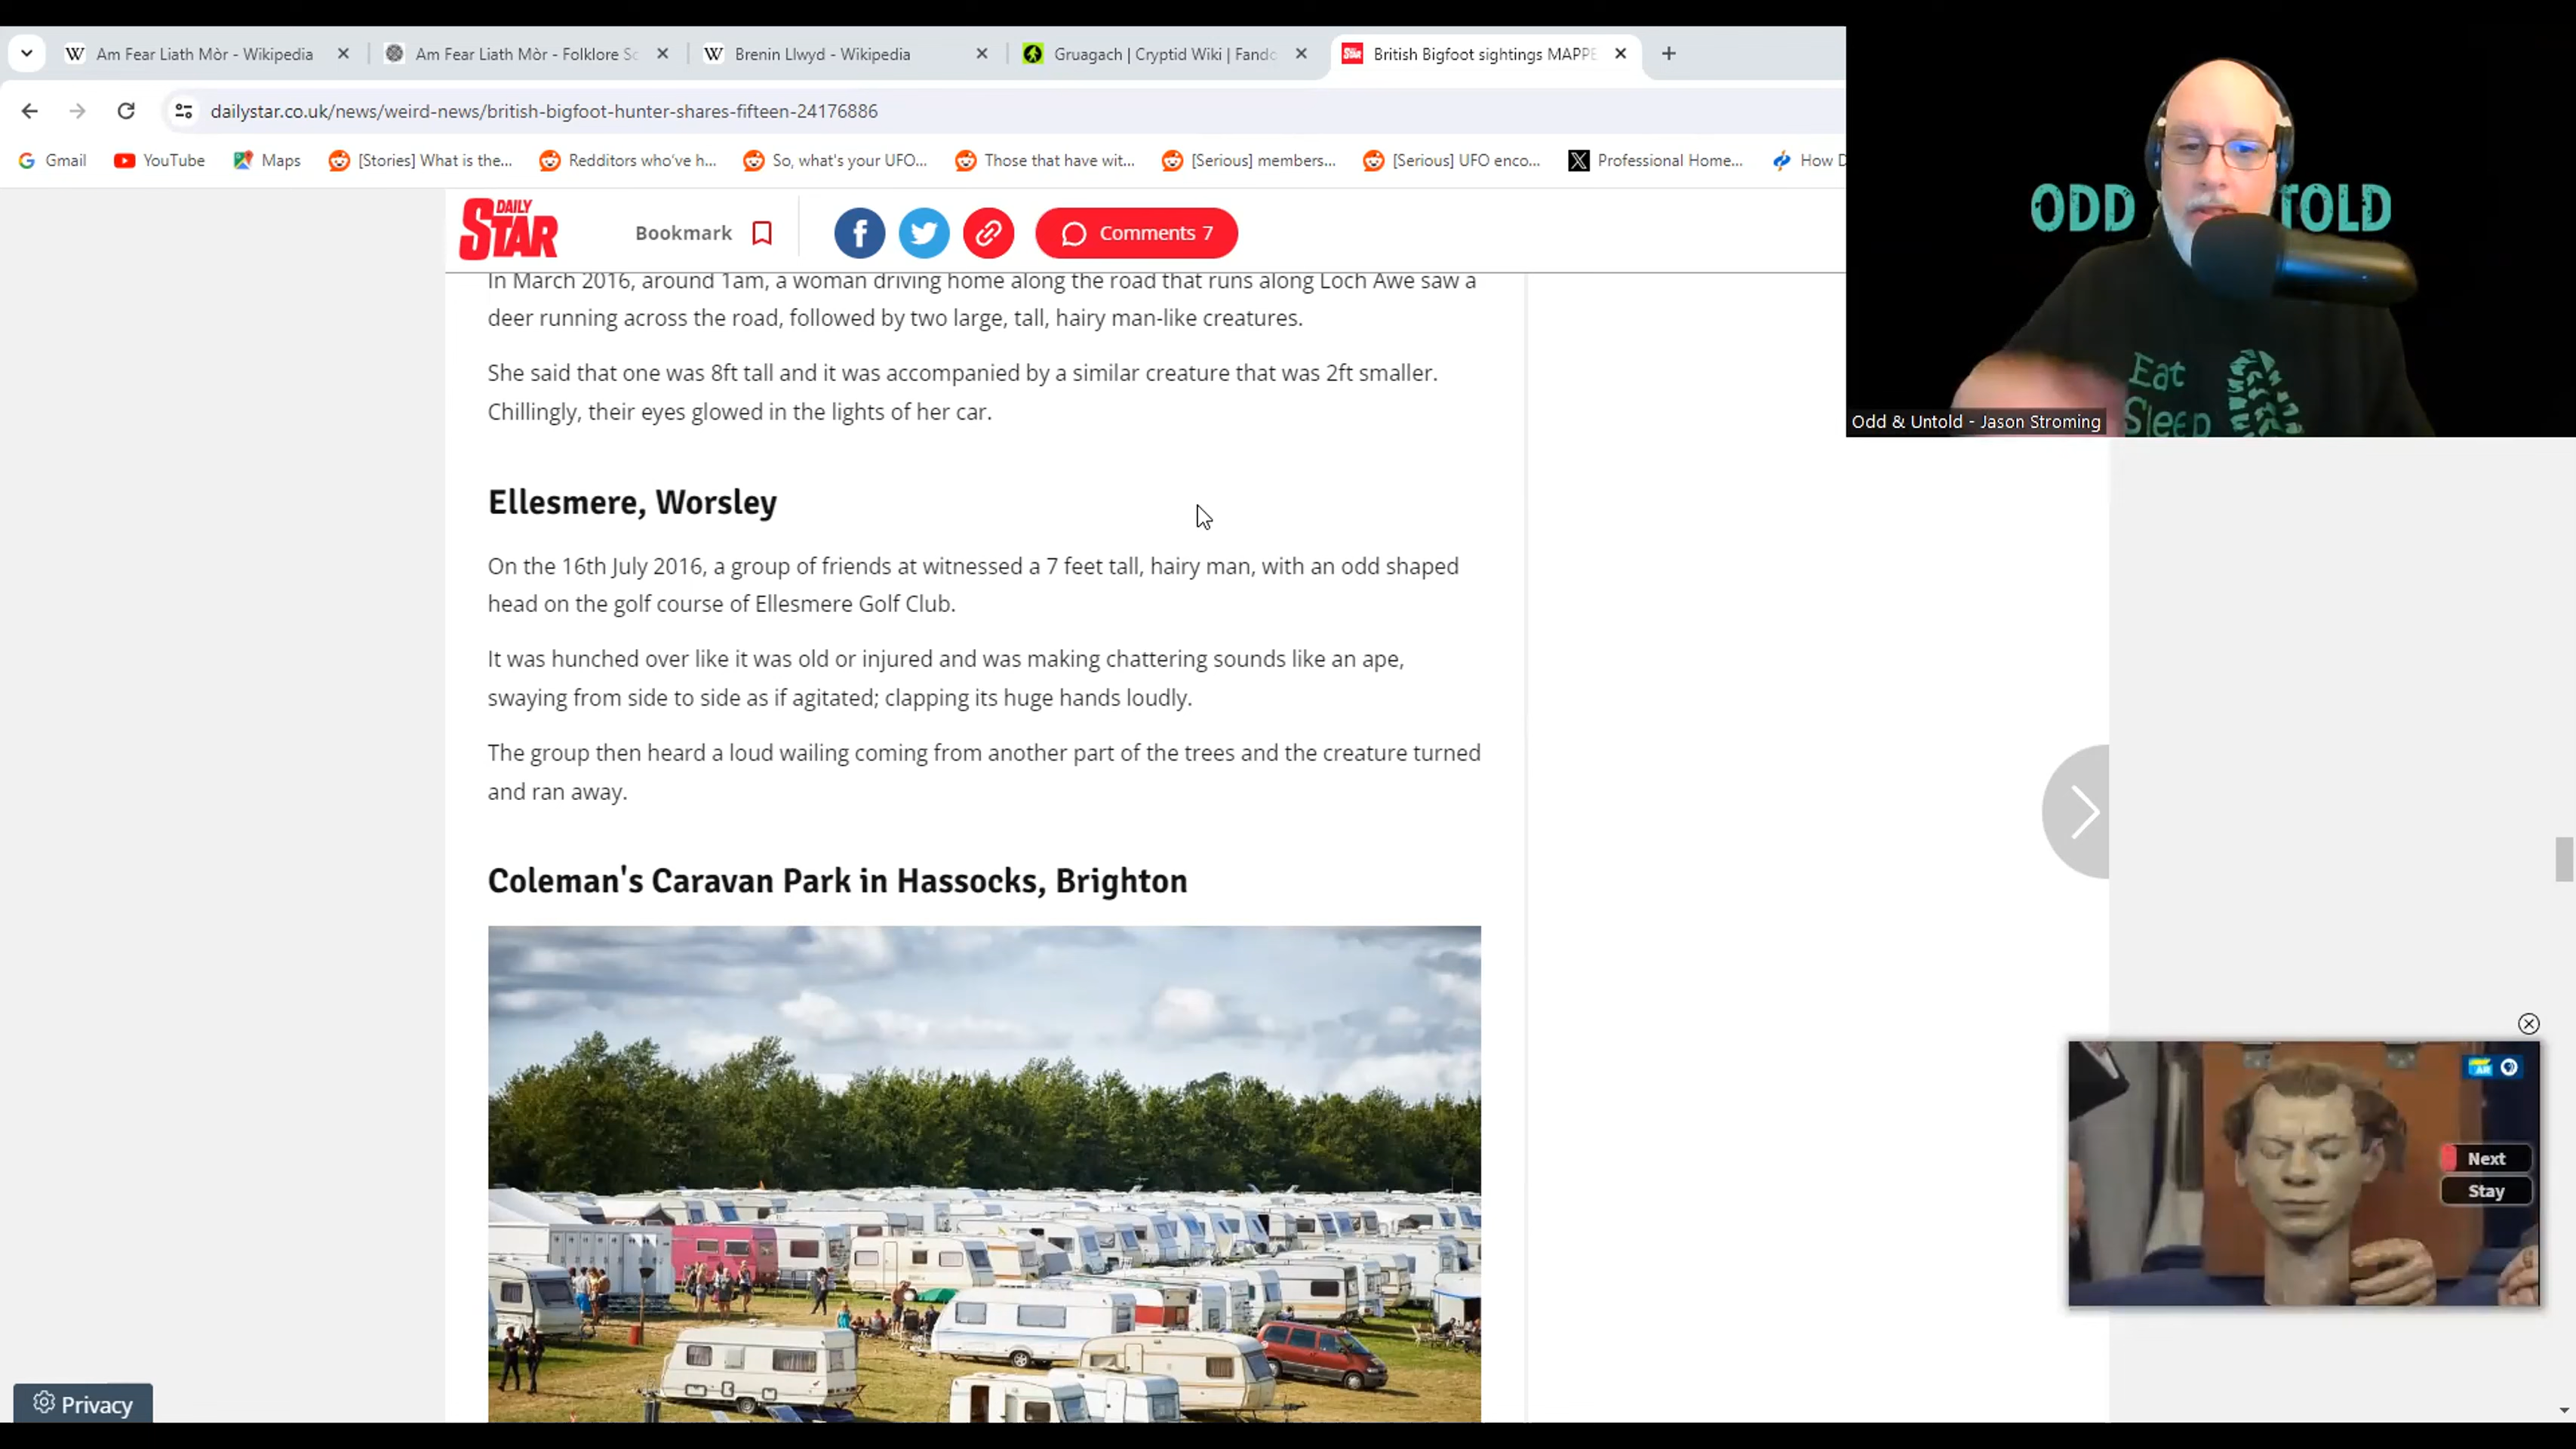 Am Fear Liath Mòr - Wikipedia
Am Fear Liath Mòr - Folklore Sc
Brenin Llwyd - Wikipedia
Gruagach | Cryptid Wiki | Fando
British Bigfoot sightings MAPPE
dailystar.co.uk/news/weird-news/british-bigfoot-hunter-shares-fifteen-24176886
Gmail
YouTube
Maps
[Stories] What is the...
Redditors who've h...
So, what's your UFO...
Those that have wit...
[Serious] members...
[Serious] UFO enco...
Professional Home...
How D
DAILY
STAR
Bookmark
Comments 7
ODD TOLD
Eat
Sleep
Odd & Untold - Jason Stroming
In March 2016, around 1am, a woman driving home along the road that runs along Loch Awe saw a
deer running across the road, followed by two large, tall, hairy man-like creatures.
She said that one was 8ft tall and it was accompanied by a similar creature that was 2ft smaller.
Chillingly, their eyes glowed in the lights of her car.
Ellesmere, Worsley
On the 16th July 2016, a group of friends at witnessed a 7 feet tall, hairy man, with an odd shaped
head on the golf course of Ellesmere Golf Club.
It was hunched over like it was old or injured and was making chattering sounds like an ape,
swaying from side to side as if agitated; clapping its huge hands loudly.
The group then heard a loud wailing coming from another part of the trees and the creature turned
and ran away.
Coleman's Caravan Park in Hassocks, Brighton
Next
Stay
Privacy